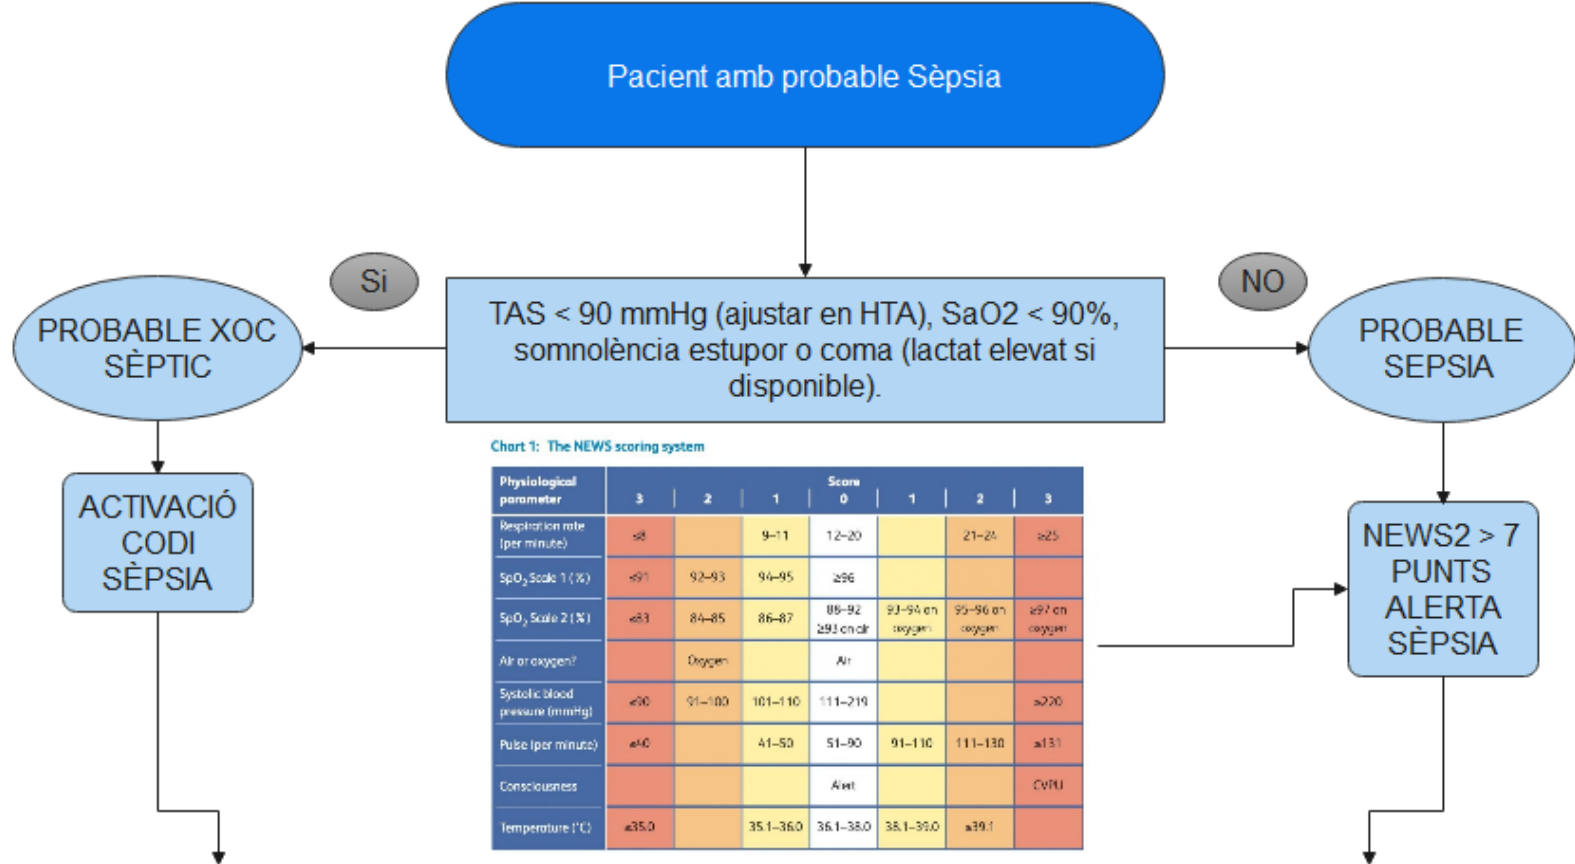 Pacient amb probable Sèpsia
Si
NO
TAS < 90 mmHg (ajustar en HTA), SaO2 < 90%,
somnolència estupor o coma (lactat elevat si
disponible).
PROBABLE XOC
SÈPTIC
PROBABLE
SEPSIA
ACTIVACIÓ
CODI
SÈPSIA
NEWS2 > 7
PUNTS
ALERTA
SÈPSIA
Chart 1: The NEWS scoring system
Physiological parameter Score
3 2 1 0 1 2 3
Respiration rate (per minute) ≤8 9–11 12–20 21–24 ≥25
SpO₂ Scale 1 (%) ≤91 92–93 94–95 ≥96
SpO₂ Scale 2 (%) ≤83 84–85 86–87 88–92 ≥93 on air 93–94 on oxygen 95–96 on oxygen ≥97 on oxygen
Air or oxygen? Oxygen Air
Systolic blood pressure (mmHg) ≤90 91–100 101–110 111–219 ≥220
Pulse (per minute) ≤40 41–50 51–90 91–110 111–130 ≥131
Consciousness Alert CVPU
Temperature (°C) ≤35.0 35.1–36.0 36.1–38.0 38.1–39.0 ≥39.1